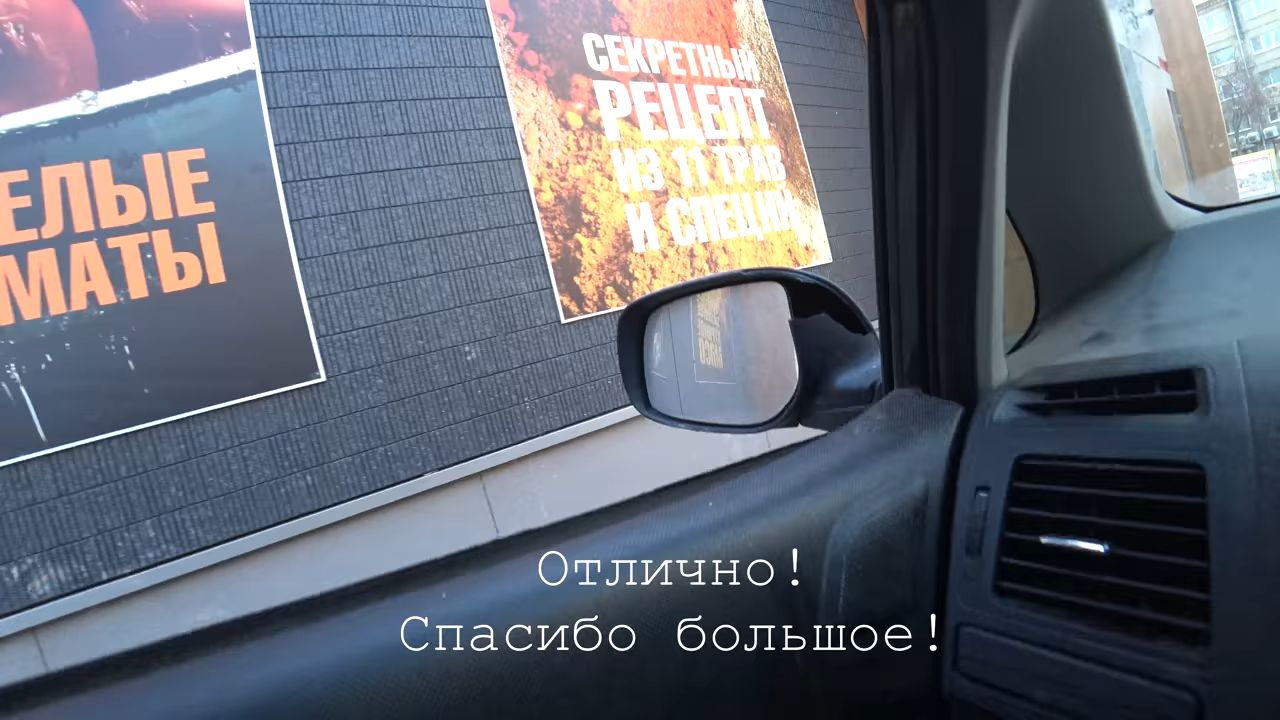 ЕЛЫЕ
МАТЫ
СЕКРЕТНЫЙ
РЕЦЕПТ
ИЗ 11 ТРАВ
И СПЕЦИЙ
Отлично!
Спасибо большое!